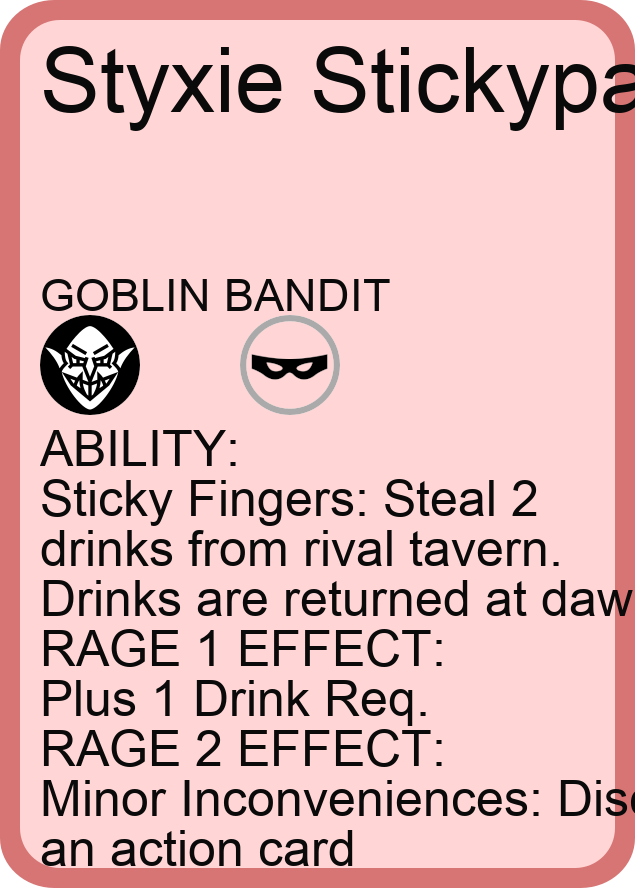 Styxie Stickypa
GOBLIN BANDIT
ABILITY:
Sticky Fingers: Steal 2
drinks from rival tavern.
Drinks are returned at daw
RAGE 1 EFFECT:
Plus 1 Drink Req.
RAGE 2 EFFECT:
Minor Inconveniences: Disc
an action card